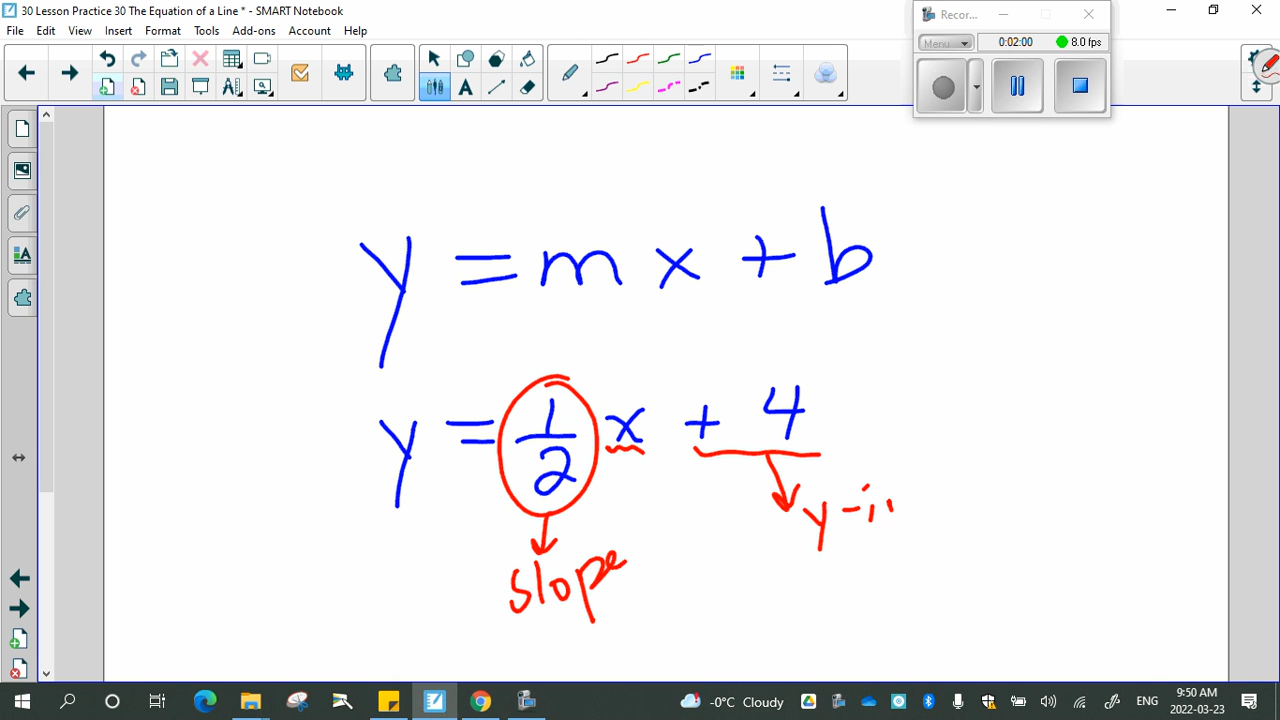 30 Lesson Practice 30 The Equation of a Line * - SMART Notebook
File Edit View Insert Format Tools Add-ons Account Help
Recor...
Menu
0:02:00
8.0 fps
y = m x + b
y = 1/2 x + 4
y-i
slope
-0°C Cloudy
ENG
9:50 AM
2022-03-23